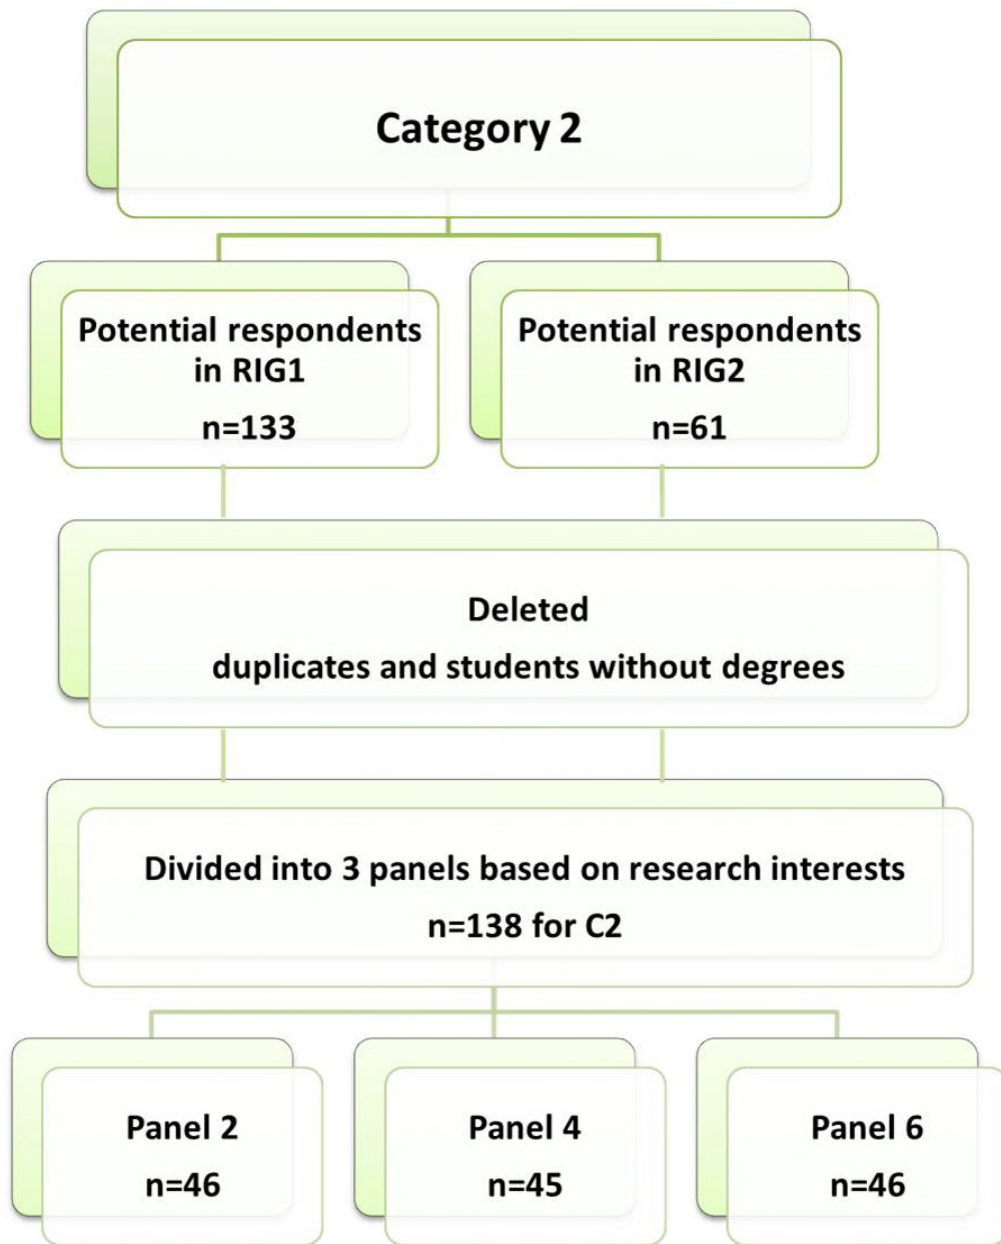 Category 2
Potential respondents
in RIG1
n=133
Potential respondents
in RIG2
n=61
Deleted
duplicates and students without degrees
Divided into 3 panels based on research interests
n=138 for C2
Panel 2
n=46
Panel 4
n=45
Panel 6
n=46